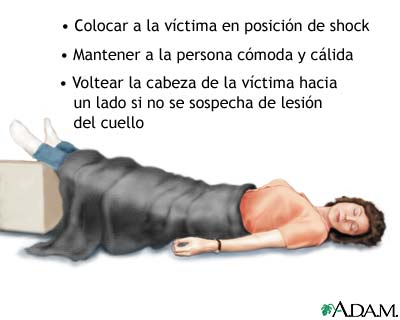 • Colocar a la víctima en posición de shock
• Mantener a la persona cómoda y cálida
• Voltear la cabeza de la víctima hacia
un lado si no se sospecha de lesión
del cuello
A.D.A.M.